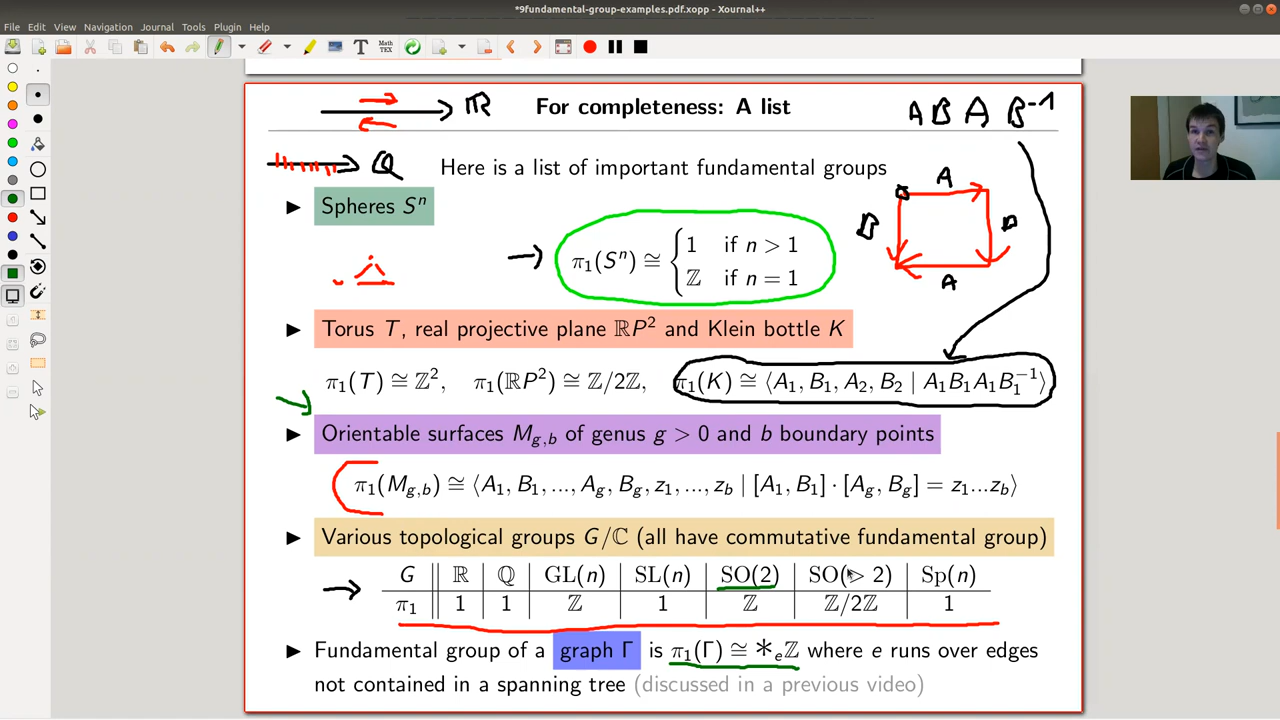 *9fundamental-group-examples.pdf.xopp - Xournal++
File Edit View Navigation Journal Tools Plugin Help
Math
TEX
ℝ
For completeness: A list
A B A B⁻¹
ℚ
Here is a list of important fundamental groups
▶ Spheres Sⁿ
π₁(Sⁿ) ≅ { 1 if n > 1
ℤ if n = 1
A
B
A
▶ Torus T, real projective plane ℝP² and Klein bottle K
π₁(T) ≅ ℤ², π₁(ℝP²) ≅ ℤ/2ℤ, π₁(K) ≅ ⟨A₁, B₁, A₂, B₂ | A₁B₁A₁B₁⁻¹⟩
▶ Orientable surfaces M_{g,b} of genus g > 0 and b boundary points
π₁(M_{g,b}) ≅ ⟨A₁, B₁, ..., A_g, B_g, z₁, ..., z_b | [A₁, B₁] · [A_g, B_g] = z₁...z_b⟩
▶ Various topological groups G/ℂ (all have commutative fundamental group)
G ℝ ℚ GL(n) SL(n) SO(2) SO(> 2) Sp(n)
π₁ 1 1 ℤ 1 ℤ ℤ/2ℤ 1
▶ Fundamental group of a graph Γ is π₁(Γ) ≅ *_eℤ where e runs over edges
not contained in a spanning tree (discussed in a previous video)